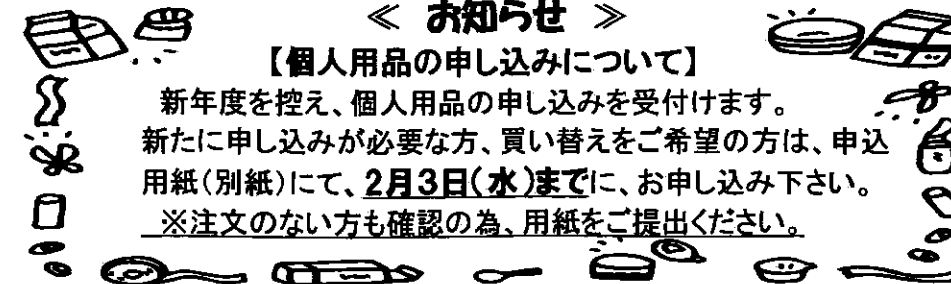 ≪ お知らせ ≫
【個人用品の申し込みについて】
新年度を控え、個人用品の申し込みを受付けます。
新たに申し込みが必要な方、買い替えをご希望の方は、申込
用紙(別紙)にて、2月3日(水)までに、お申し込み下さい。
※注文のない方も確認の為、用紙をご提出ください。